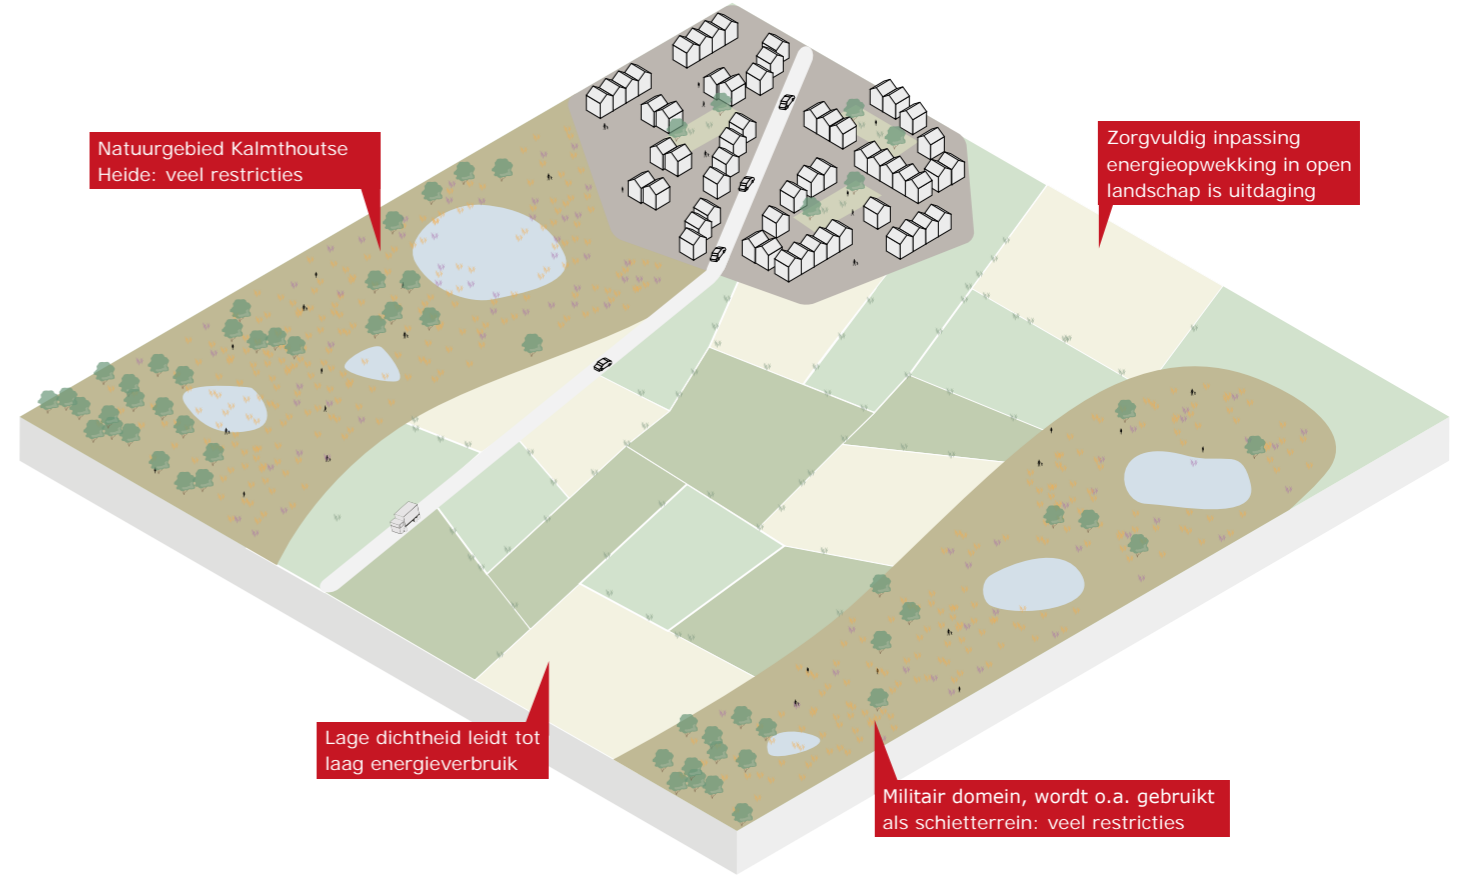 Natuurgebied Kalmthoutse
Heide: veel restricties
Zorgvuldig inpassing
energieopwekking in open
landschap is uitdaging
Lage dichtheid leidt tot
laag energieverbruik
Militair domein, wordt o.a. gebruikt
als schietterrein: veel restricties